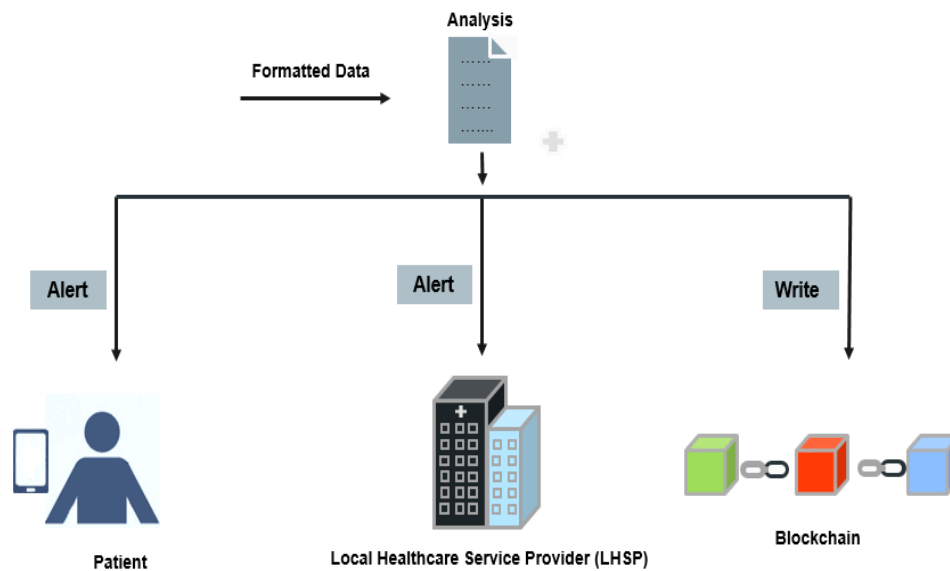 Analysis
Formatted Data
......
......
......
.......
Alert
Alert
Write
Patient
Local Healthcare Service Provider (LHSP)
Blockchain